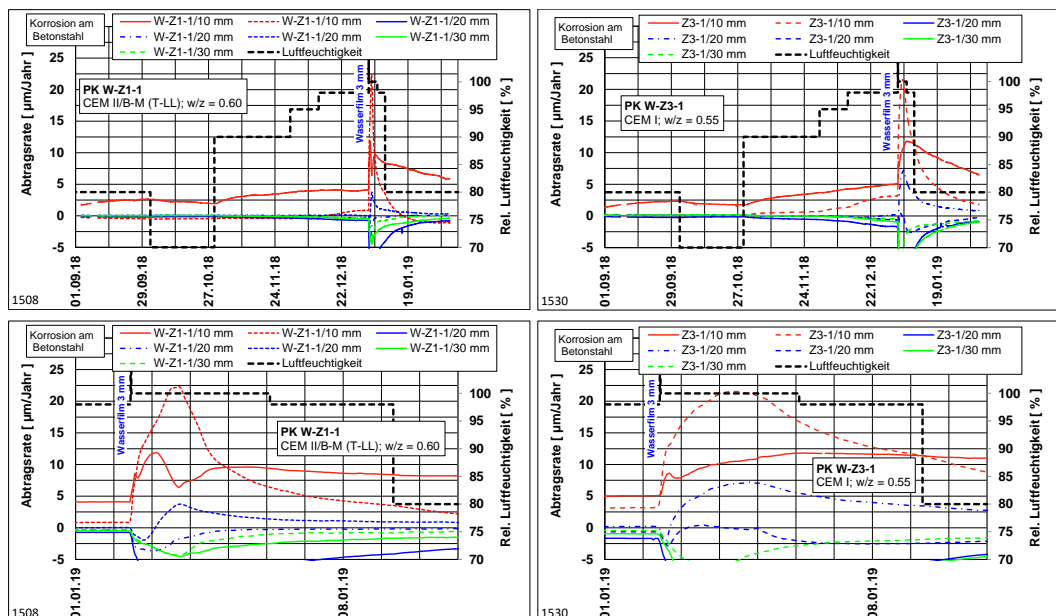 Korrosion am
Betonstahl
W-Z1-1/10 mm
W-Z1-1/10 mm
W-Z1-1/20 mm
W-Z1-1/20 mm
W-Z1-1/20 mm
W-Z1-1/30 mm
W-Z1-1/30 mm
Luftfeuchtigkeit
Abtragsrate [ µm/Jahr ]
25
20
15
10
5
0
-5
PK W-Z1-1
CEM II/B-M (T-LL); w/z = 0.60
Wasserfilm 3 mm
100
95
90
85
80
75
70
Rel. Luftfeuchtigkeit [ % ]
01.09.18
29.09.18
27.10.18
24.11.18
22.12.18
19.01.19
1508
Korrosion am
Betonstahl
Z3-1/10 mm
Z3-1/10 mm
Z3-1/20 mm
Z3-1/20 mm
Z3-1/20 mm
Z3-1/30 mm
Z3-1/30 mm
Luftfeuchtigkeit
Abtragsrate [ µm/Jahr ]
25
20
15
10
5
0
-5
PK W-Z3-1
CEM I; w/z = 0.55
Wasserfilm 3 mm
100
95
90
85
80
75
70
Rel. Luftfeuchtigkeit [ % ]
01.09.18
29.09.18
27.10.18
24.11.18
22.12.18
19.01.19
1530
Korrosion am
Betonstahl
W-Z1-1/10 mm
W-Z1-1/10 mm
W-Z1-1/20 mm
W-Z1-1/20 mm
W-Z1-1/20 mm
W-Z1-1/30 mm
W-Z1-1/30 mm
Luftfeuchtigkeit
Abtragsrate [ µm/Jahr ]
25
20
15
10
5
0
-5
Wasserfilm 3 mm
PK W-Z1-1
CEM II/B-M (T-LL); w/z = 0.60
100
95
90
85
80
75
70
Rel. Luftfeuchtigkeit [ % ]
01.01.19
08.01.19
1508
Korrosion am
Betonstahl
Z3-1/10 mm
Z3-1/10 mm
Z3-1/20 mm
Z3-1/20 mm
Z3-1/20 mm
Z3-1/30 mm
Z3-1/30 mm
Luftfeuchtigkeit
Abtragsrate [ µm/Jahr ]
25
20
15
10
5
0
-5
Wasserfilm 3 mm
PK W-Z3-1
CEM I; w/z = 0.55
100
95
90
85
80
75
70
Rel. Luftfeuchtigkeit [ % ]
01.01.19
08.01.19
1530